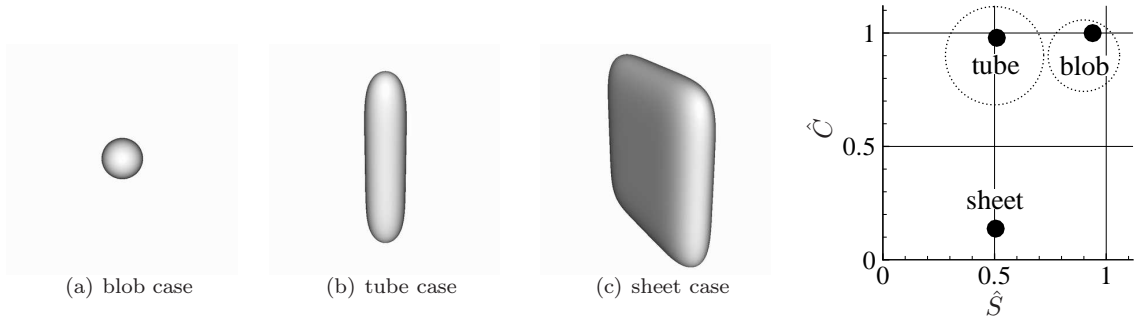 (a) blob case
(b) tube case
(c) sheet case
1
0.5
0
Ĉ
tube
blob
sheet
0
0.5
1
Ŝ